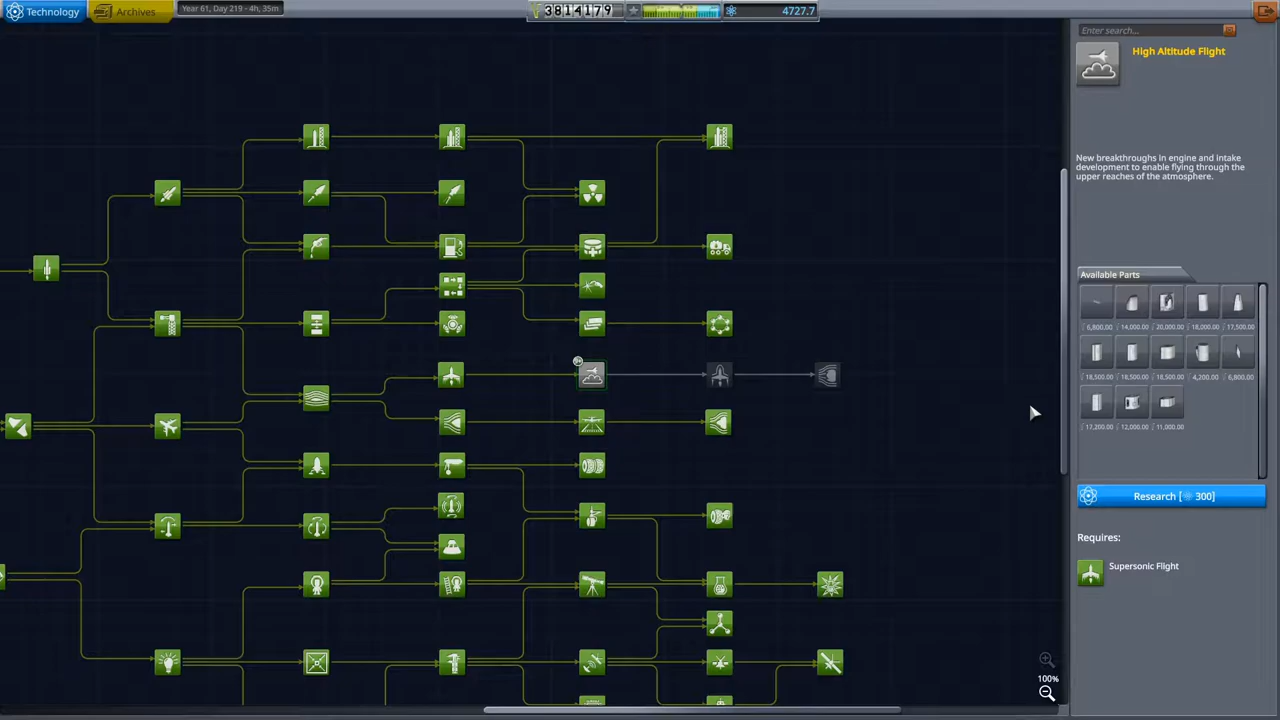 Technology
Archives
Year 61, Day 219 - 4h, 35m
3814179
4727.7
Enter search...
High Altitude Flight
New breakthroughs in engine and intake
development to enable flying through the
upper reaches of the atmosphere.
Available Parts
6,800.00 14,000.00 20,000.00 18,000.00 17,500.00
18,500.00 18,500.00 18,500.00 4,200.00 6,800.00
17,200.00 12,000.00 11,000.00
Research [ 300]
Requires:
Supersonic Flight
100%